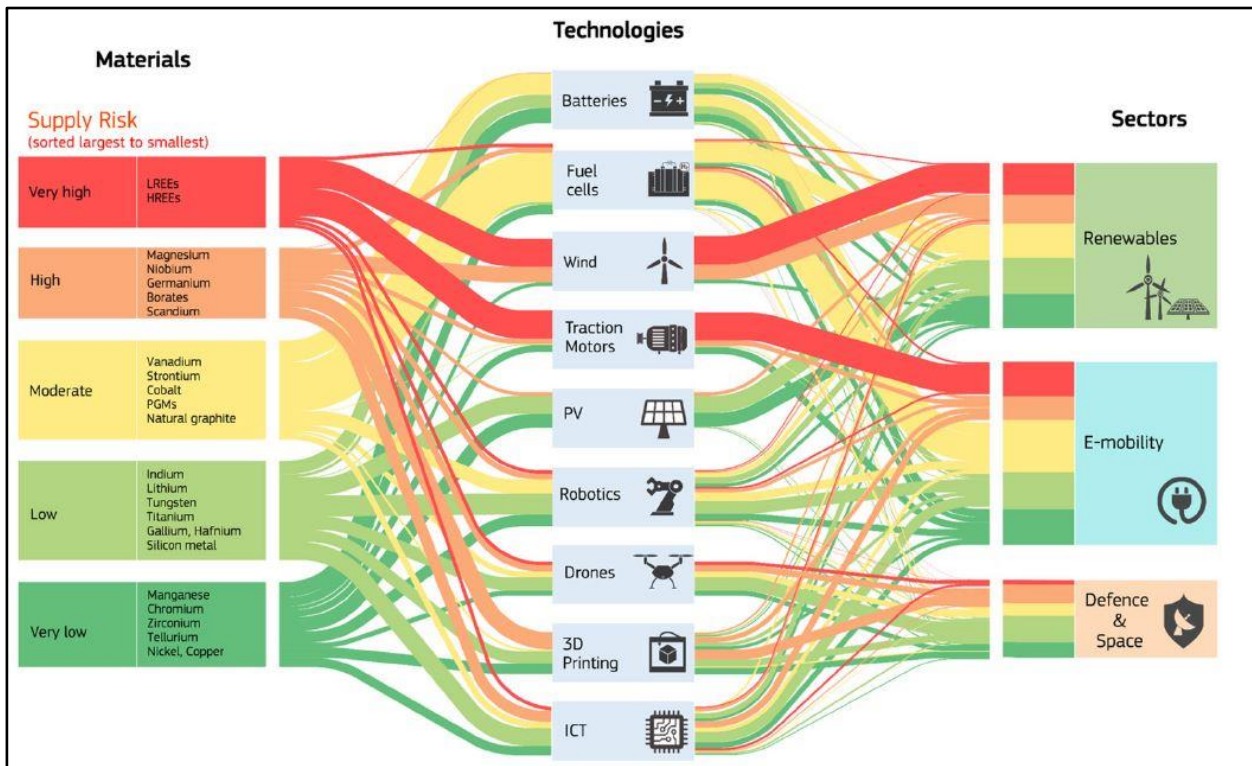 Technologies
Materials
Supply Risk
(sorted largest to smallest)
Very high
LREEs
HREEs
High
Magnesium
Niobium
Germanium
Borates
Scandium
Moderate
Vanadium
Strontium
Cobalt
PGMs
Natural graphite
Low
Indium
Lithium
Tungsten
Titanium
Gallium, Hafnium
Silicon metal
Very low
Manganese
Chromium
Zirconium
Tellurium
Nickel, Copper
Batteries
Fuel
cells
Wind
Traction
Motors
PV
Robotics
Drones
3D
Printing
ICT
Sectors
Renewables
E-mobility
Defence
&
Space